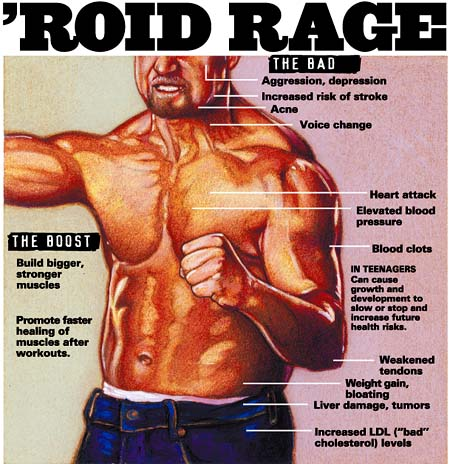 'ROID RAGE
THE BAD
Aggression, depression
Increased risk of stroke
Acne
Voice change
Heart attack
Elevated blood
pressure
Blood clots
THE BOOST
Build bigger,
stronger
muscles
Promote faster
healing of
muscles after
workouts.
IN TEENAGERS
Can cause
growth and
development to
slow or stop and
increase future
health risks.
Weakened
tendons
Weight gain,
bloating
Liver damage, tumors
Increased LDL ("bad"
cholesterol) levels